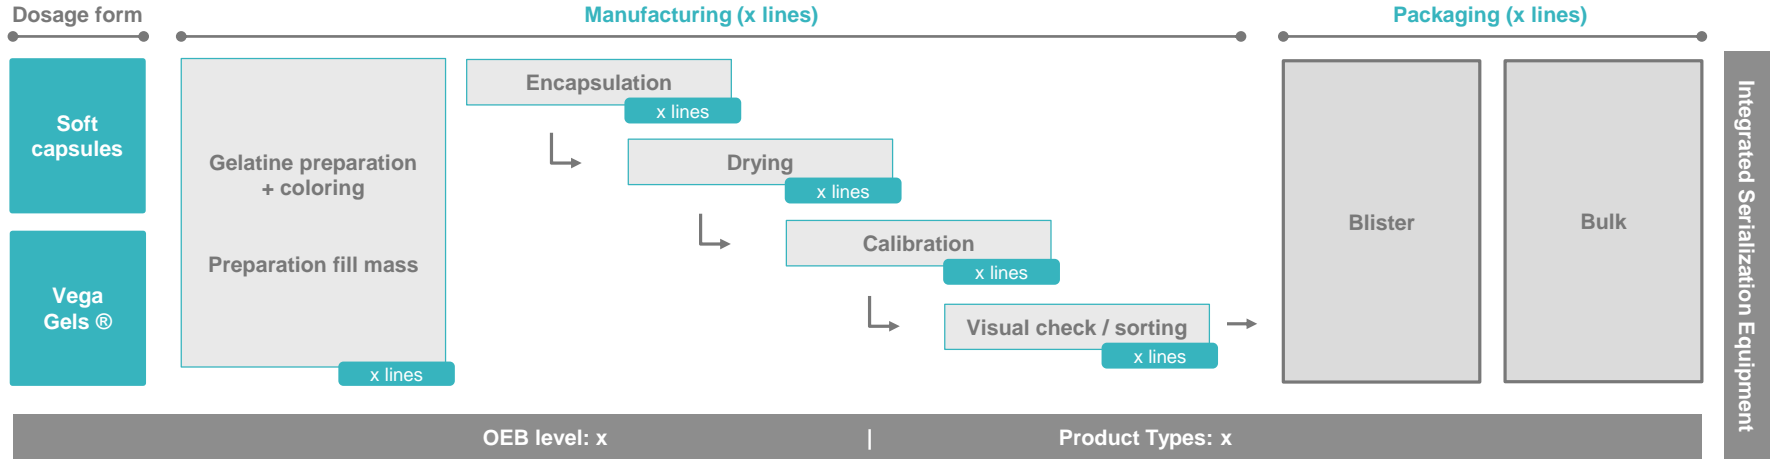 Dosage form
Manufacturing (x lines)
Packaging (x lines)
Soft
capsules
Vega
Gels ®
Gelatine preparation
+ coloring
Preparation fill mass
x lines
Encapsulation
x lines
Drying
x lines
Calibration
x lines
Visual check / sorting
x lines
Blister
Bulk
Integrated Serialization Equipment
OEB level: x | Product Types: x